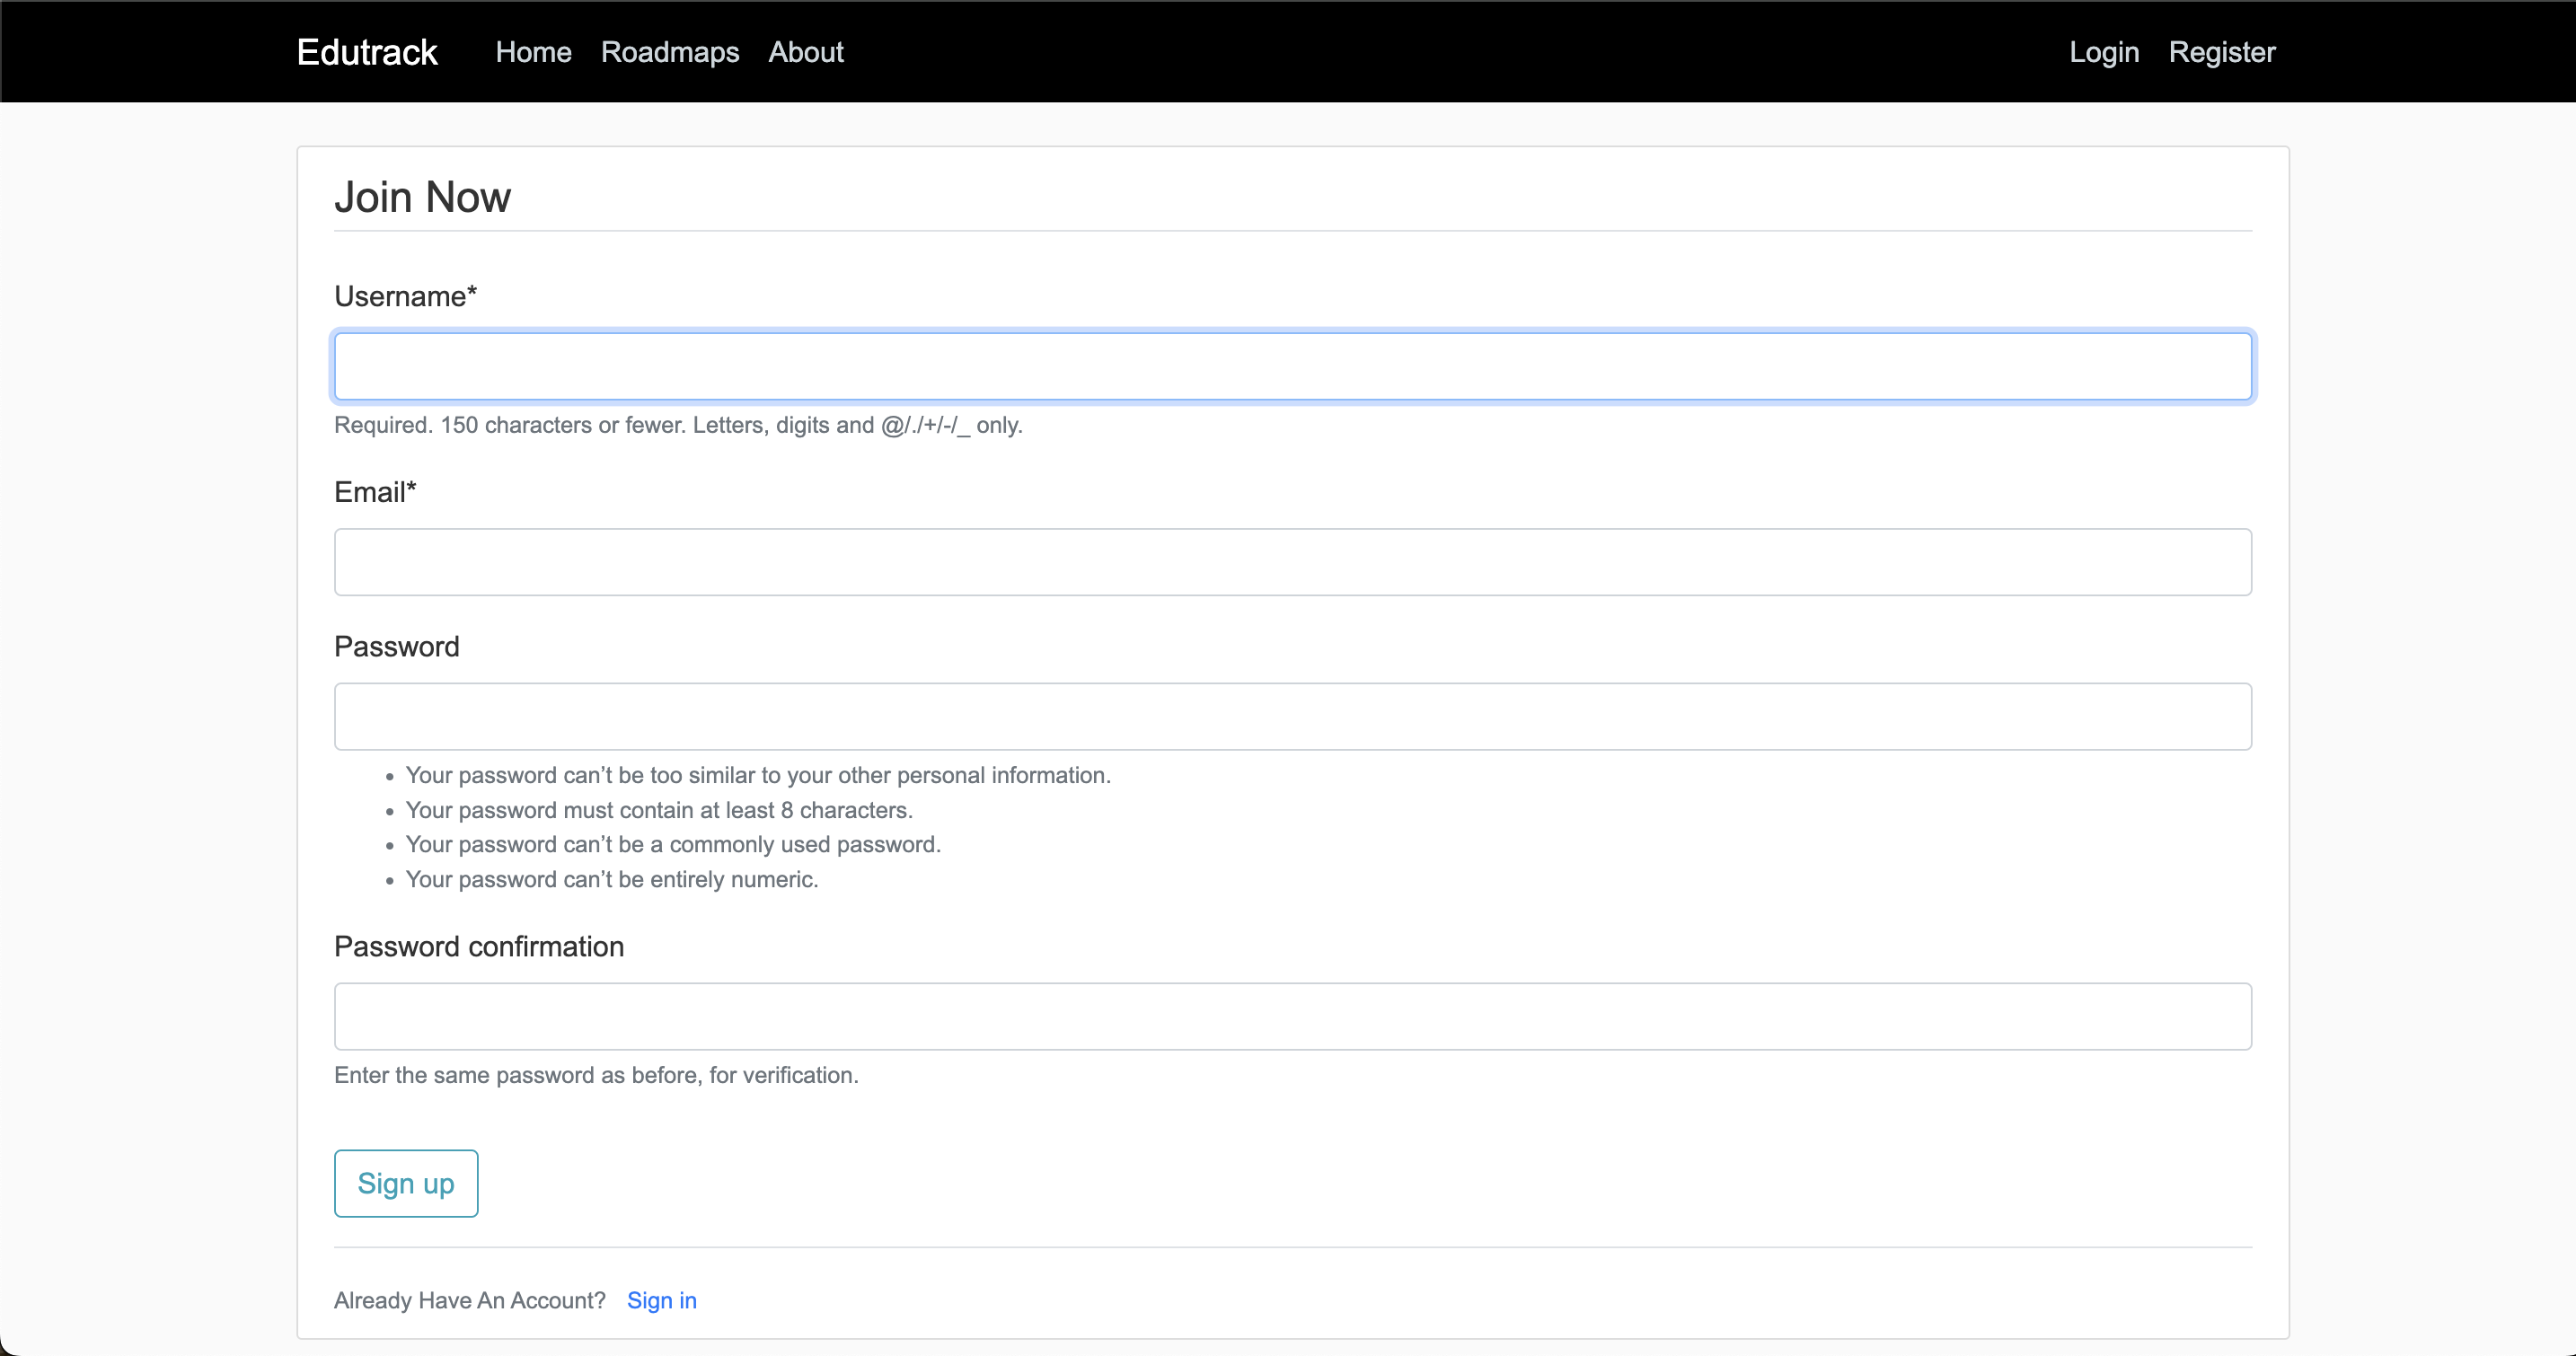 Edutrack Home Roadmaps About Login Register
Join Now
Username*
Required. 150 characters or fewer. Letters, digits and @/./+/-/_ only.
Email*
Password
• Your password can’t be too similar to your other personal information.
• Your password must contain at least 8 characters.
• Your password can’t be a commonly used password.
• Your password can’t be entirely numeric.
Password confirmation
Enter the same password as before, for verification.
Sign up
Already Have An Account? Sign in